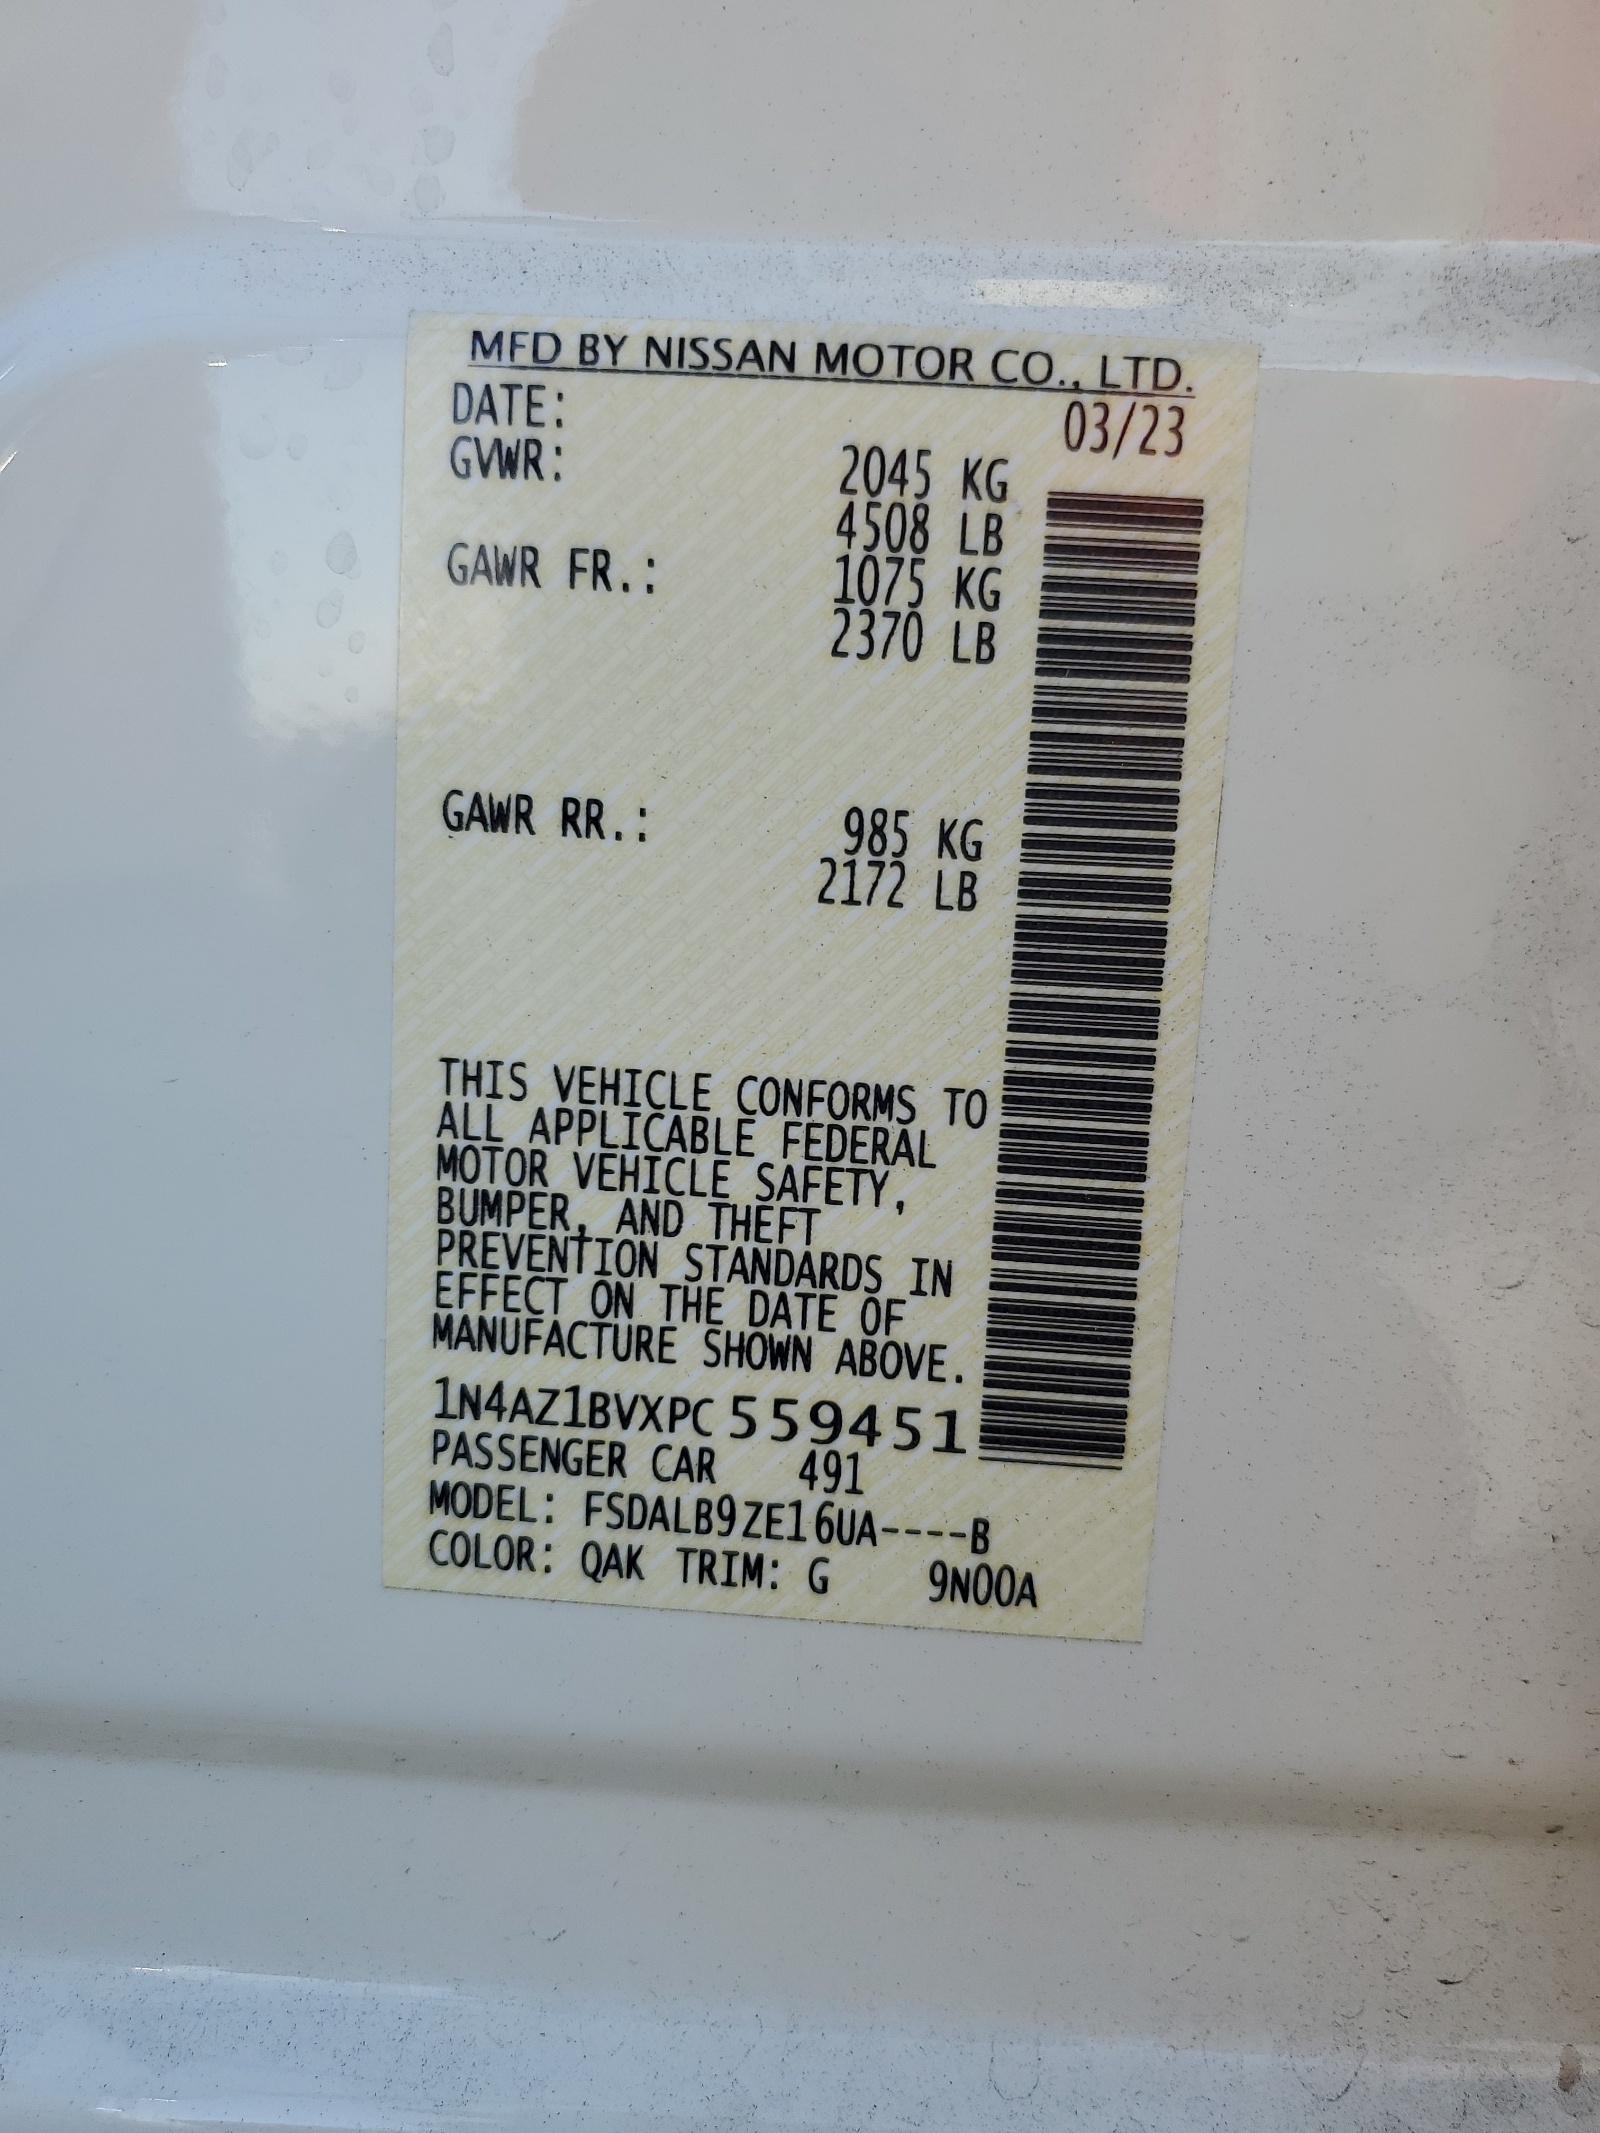 MFD BY NISSAN MOTOR CO., LTD.
DATE: 03/23
GVWR: 2045 KG
4508 LB
GAWR FR.: 1075 KG
2370 LB
GAWR RR.: 985 KG
2172 LB
THIS VEHICLE CONFORMS TO
ALL APPLICABLE FEDERAL
MOTOR VEHICLE SAFETY,
BUMPER, AND THEFT
PREVENTION STANDARDS IN
EFFECT ON THE DATE OF
MANUFACTURE SHOWN ABOVE.
1N4AZ1BVXPC559451
PASSENGER CAR 491
MODEL: FSDALB9ZE16UA----B
COLOR: QAK TRIM: G 9N00A